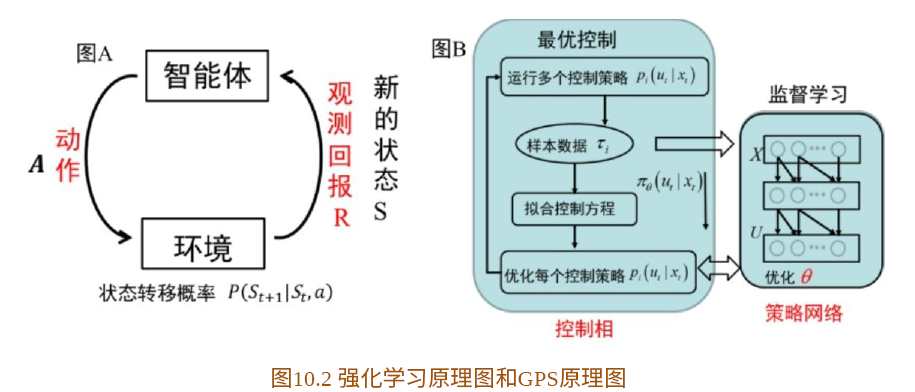 图A
智能体
A
动作
观测回报R
新的状态S
环境
状态转移概率 P(S_{t+1}|S_t,a)
图B
最优控制
运行多个控制策略 p_i(u_t|x_t)
样本数据 τ_i
拟合控制方程
优化每个控制策略 p_i(u_t|x_t)
控制相
π_θ(u_t|x_t)
监督学习
X
U
优化 θ
策略网络
图10.2 强化学习原理图和GPS原理图